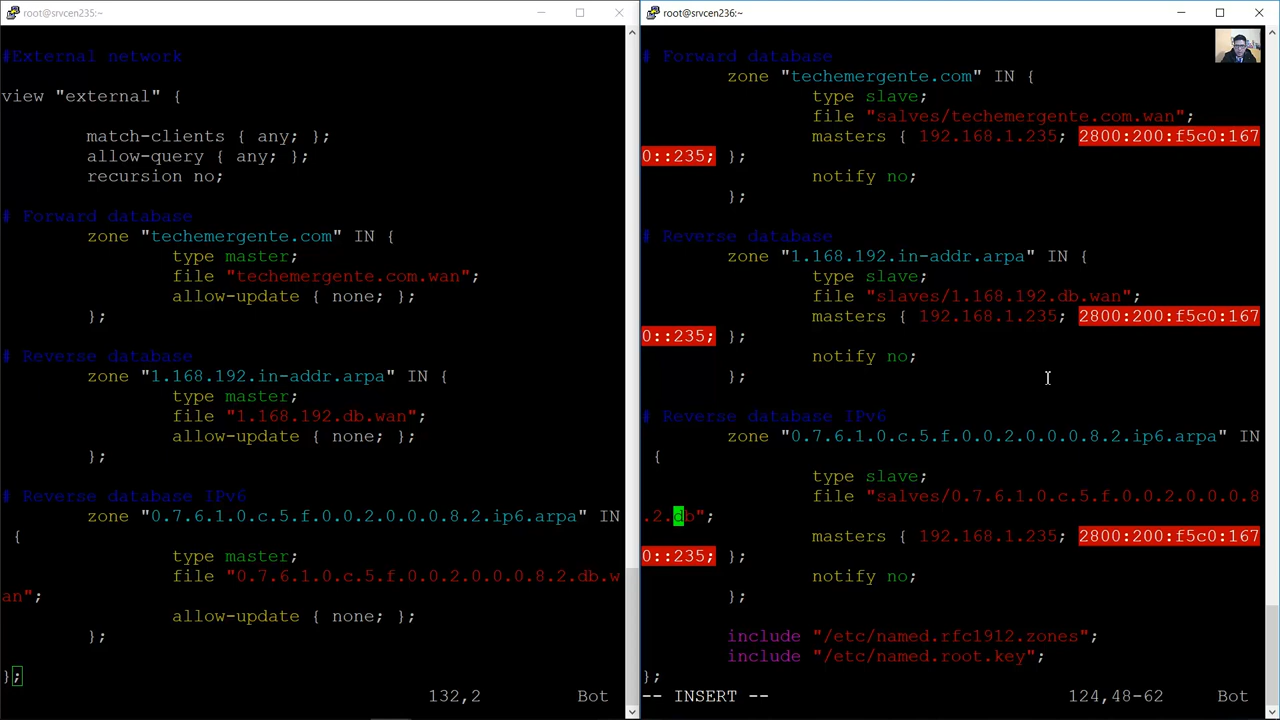 root@srvcen235:~
#External network
view "external" {
match-clients { any; };
allow-query { any; };
recursion no;
# Forward database
zone "techemergente.com" IN {
type master;
file "techemergente.com.wan";
allow-update { none; };
};
# Reverse database
zone "1.168.192.in-addr.arpa" IN {
type master;
file "1.168.192.db.wan";
allow-update { none; };
};
# Reverse database IPv6
zone "0.7.6.1.0.c.5.f.0.0.2.0.0.0.8.2.ip6.arpa" IN
{
type master;
file "0.7.6.1.0.c.5.f.0.0.2.0.0.0.8.2.db.w
an";
allow-update { none; };
};
};
132,2 Bot
root@srvcen236:~
# Forward database
zone "techemergente.com" IN {
type slave;
file "salves/techemergente.com.wan";
masters { 192.168.1.235; 2800:200:f5c0:167
0::235; };
notify no;
};
# Reverse database
zone "1.168.192.in-addr.arpa" IN {
type slave;
file "slaves/1.168.192.db.wan";
masters { 192.168.1.235; 2800:200:f5c0:167
0::235; };
notify no;
};
# Reverse database IPv6
zone "0.7.6.1.0.c.5.f.0.0.2.0.0.0.8.2.ip6.arpa" IN
{
type slave;
file "salves/0.7.6.1.0.c.5.f.0.0.2.0.0.0.8
.2.db";
masters { 192.168.1.235; 2800:200:f5c0:167
0::235; };
notify no;
};
include "/etc/named.rfc1912.zones";
include "/etc/named.root.key";
};
-- INSERT -- 124,48-62 Bot